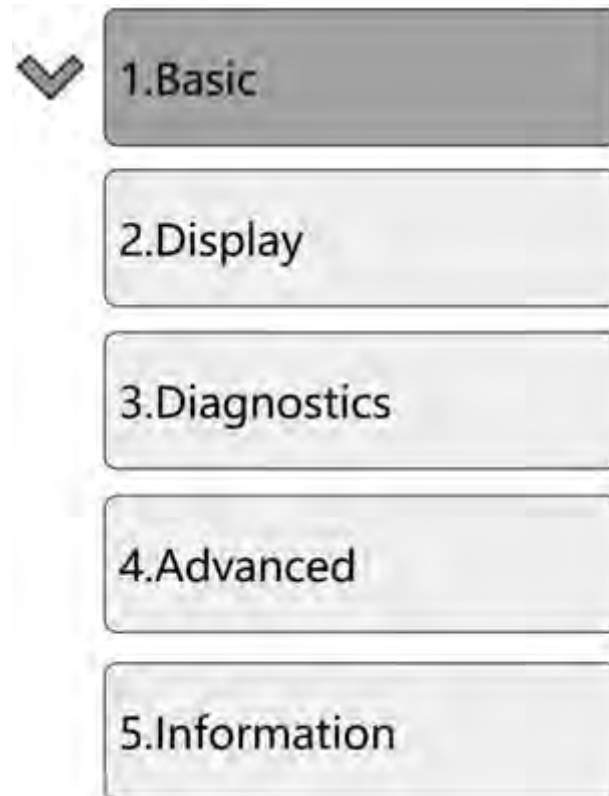 1.Basic
2.Display
3.Diagnostics
4.Advanced
5.Information